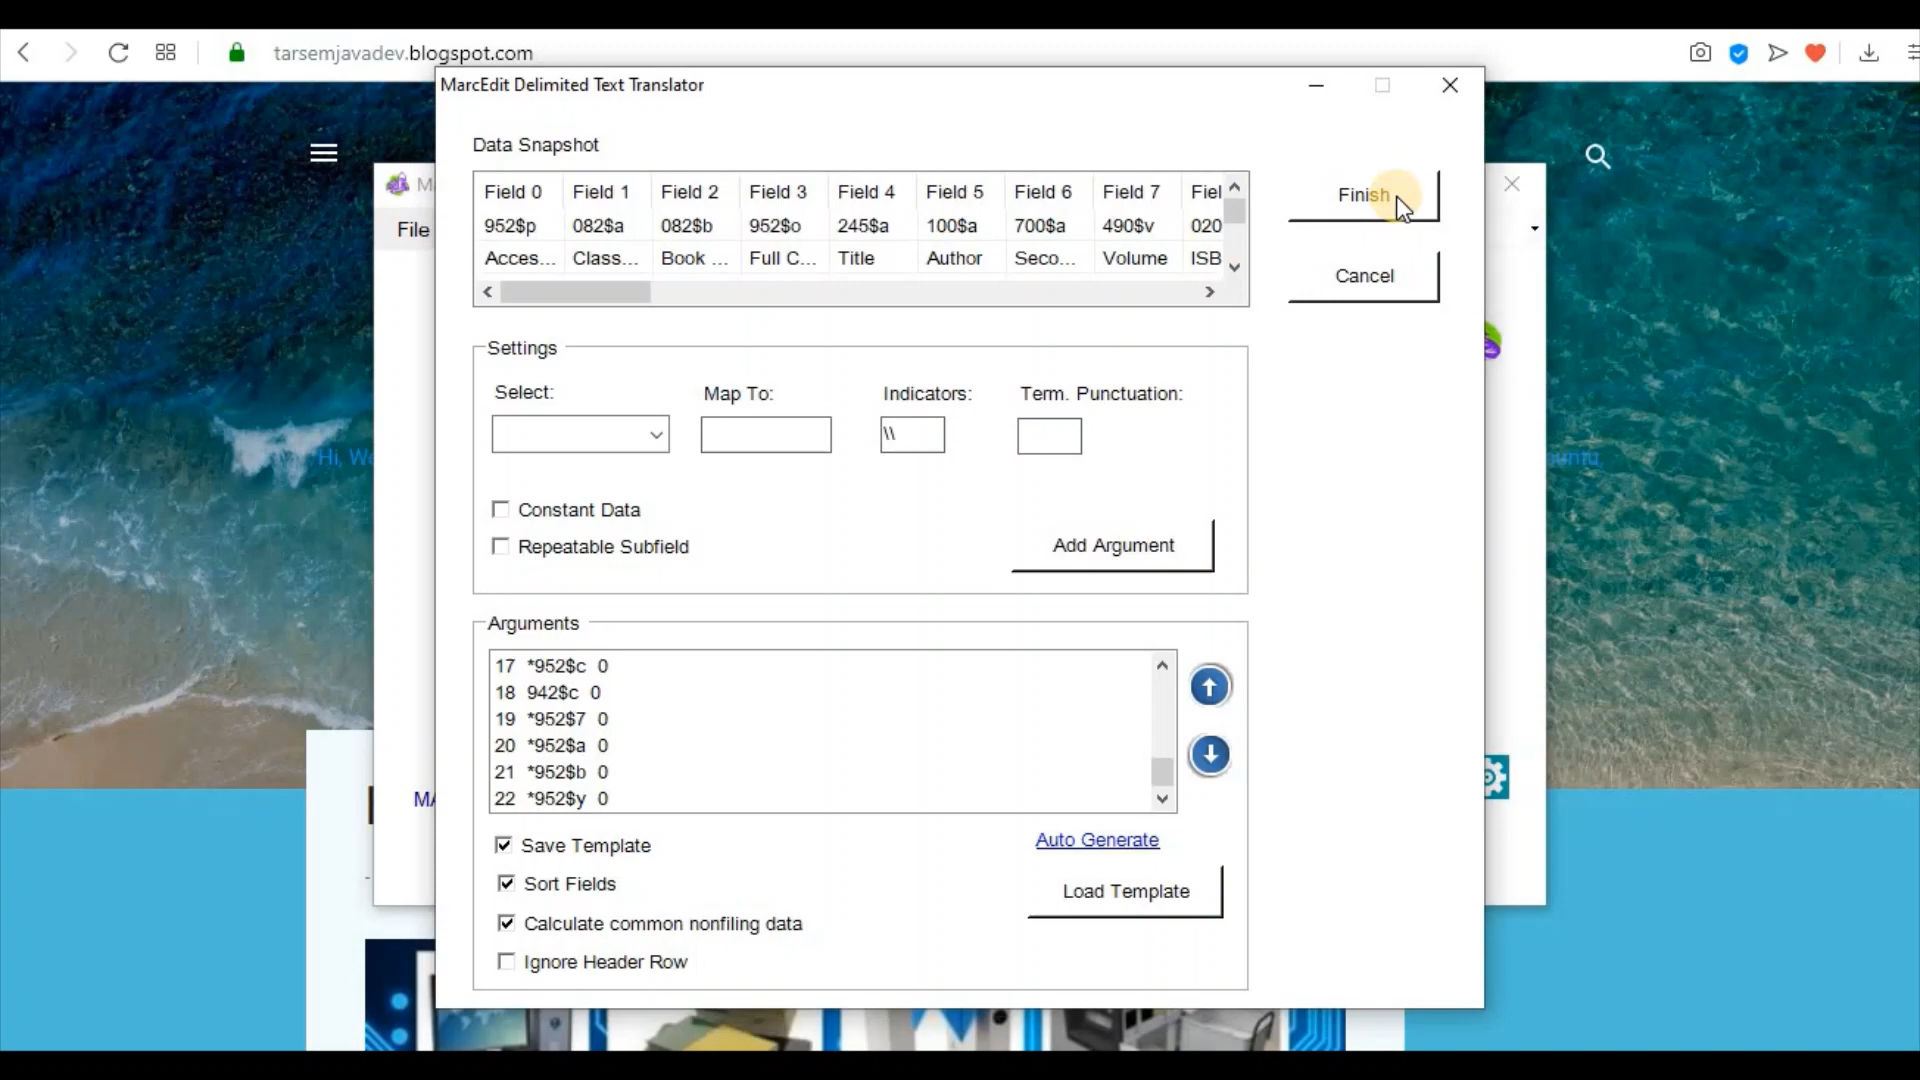 tarsemjavadev.blogspot.com
MarcEdit Delimited Text Translator
Data Snapshot
Field 0 Field 1 Field 2 Field 3 Field 4 Field 5 Field 6 Field 7 Fiel
952$p 082$a 082$b 952$o 245$a 100$a 700$a 490$v 020
Acces... Class... Book ... Full C... Title Author Seco... Volume ISB
Finish
Cancel
File
Settings
Select: Map To: Indicators: Term. Punctuation:
\\
Hi, We
Constant Data
Repeatable Subfield
Add Argument
Arguments
17 *952$c 0
18 942$c 0
19 *952$7 0
20 *952$a 0
21 *952$b 0
22 *952$y 0
MA
Save Template
Auto Generate
Sort Fields
Load Template
Calculate common nonfiling data
Ignore Header Row